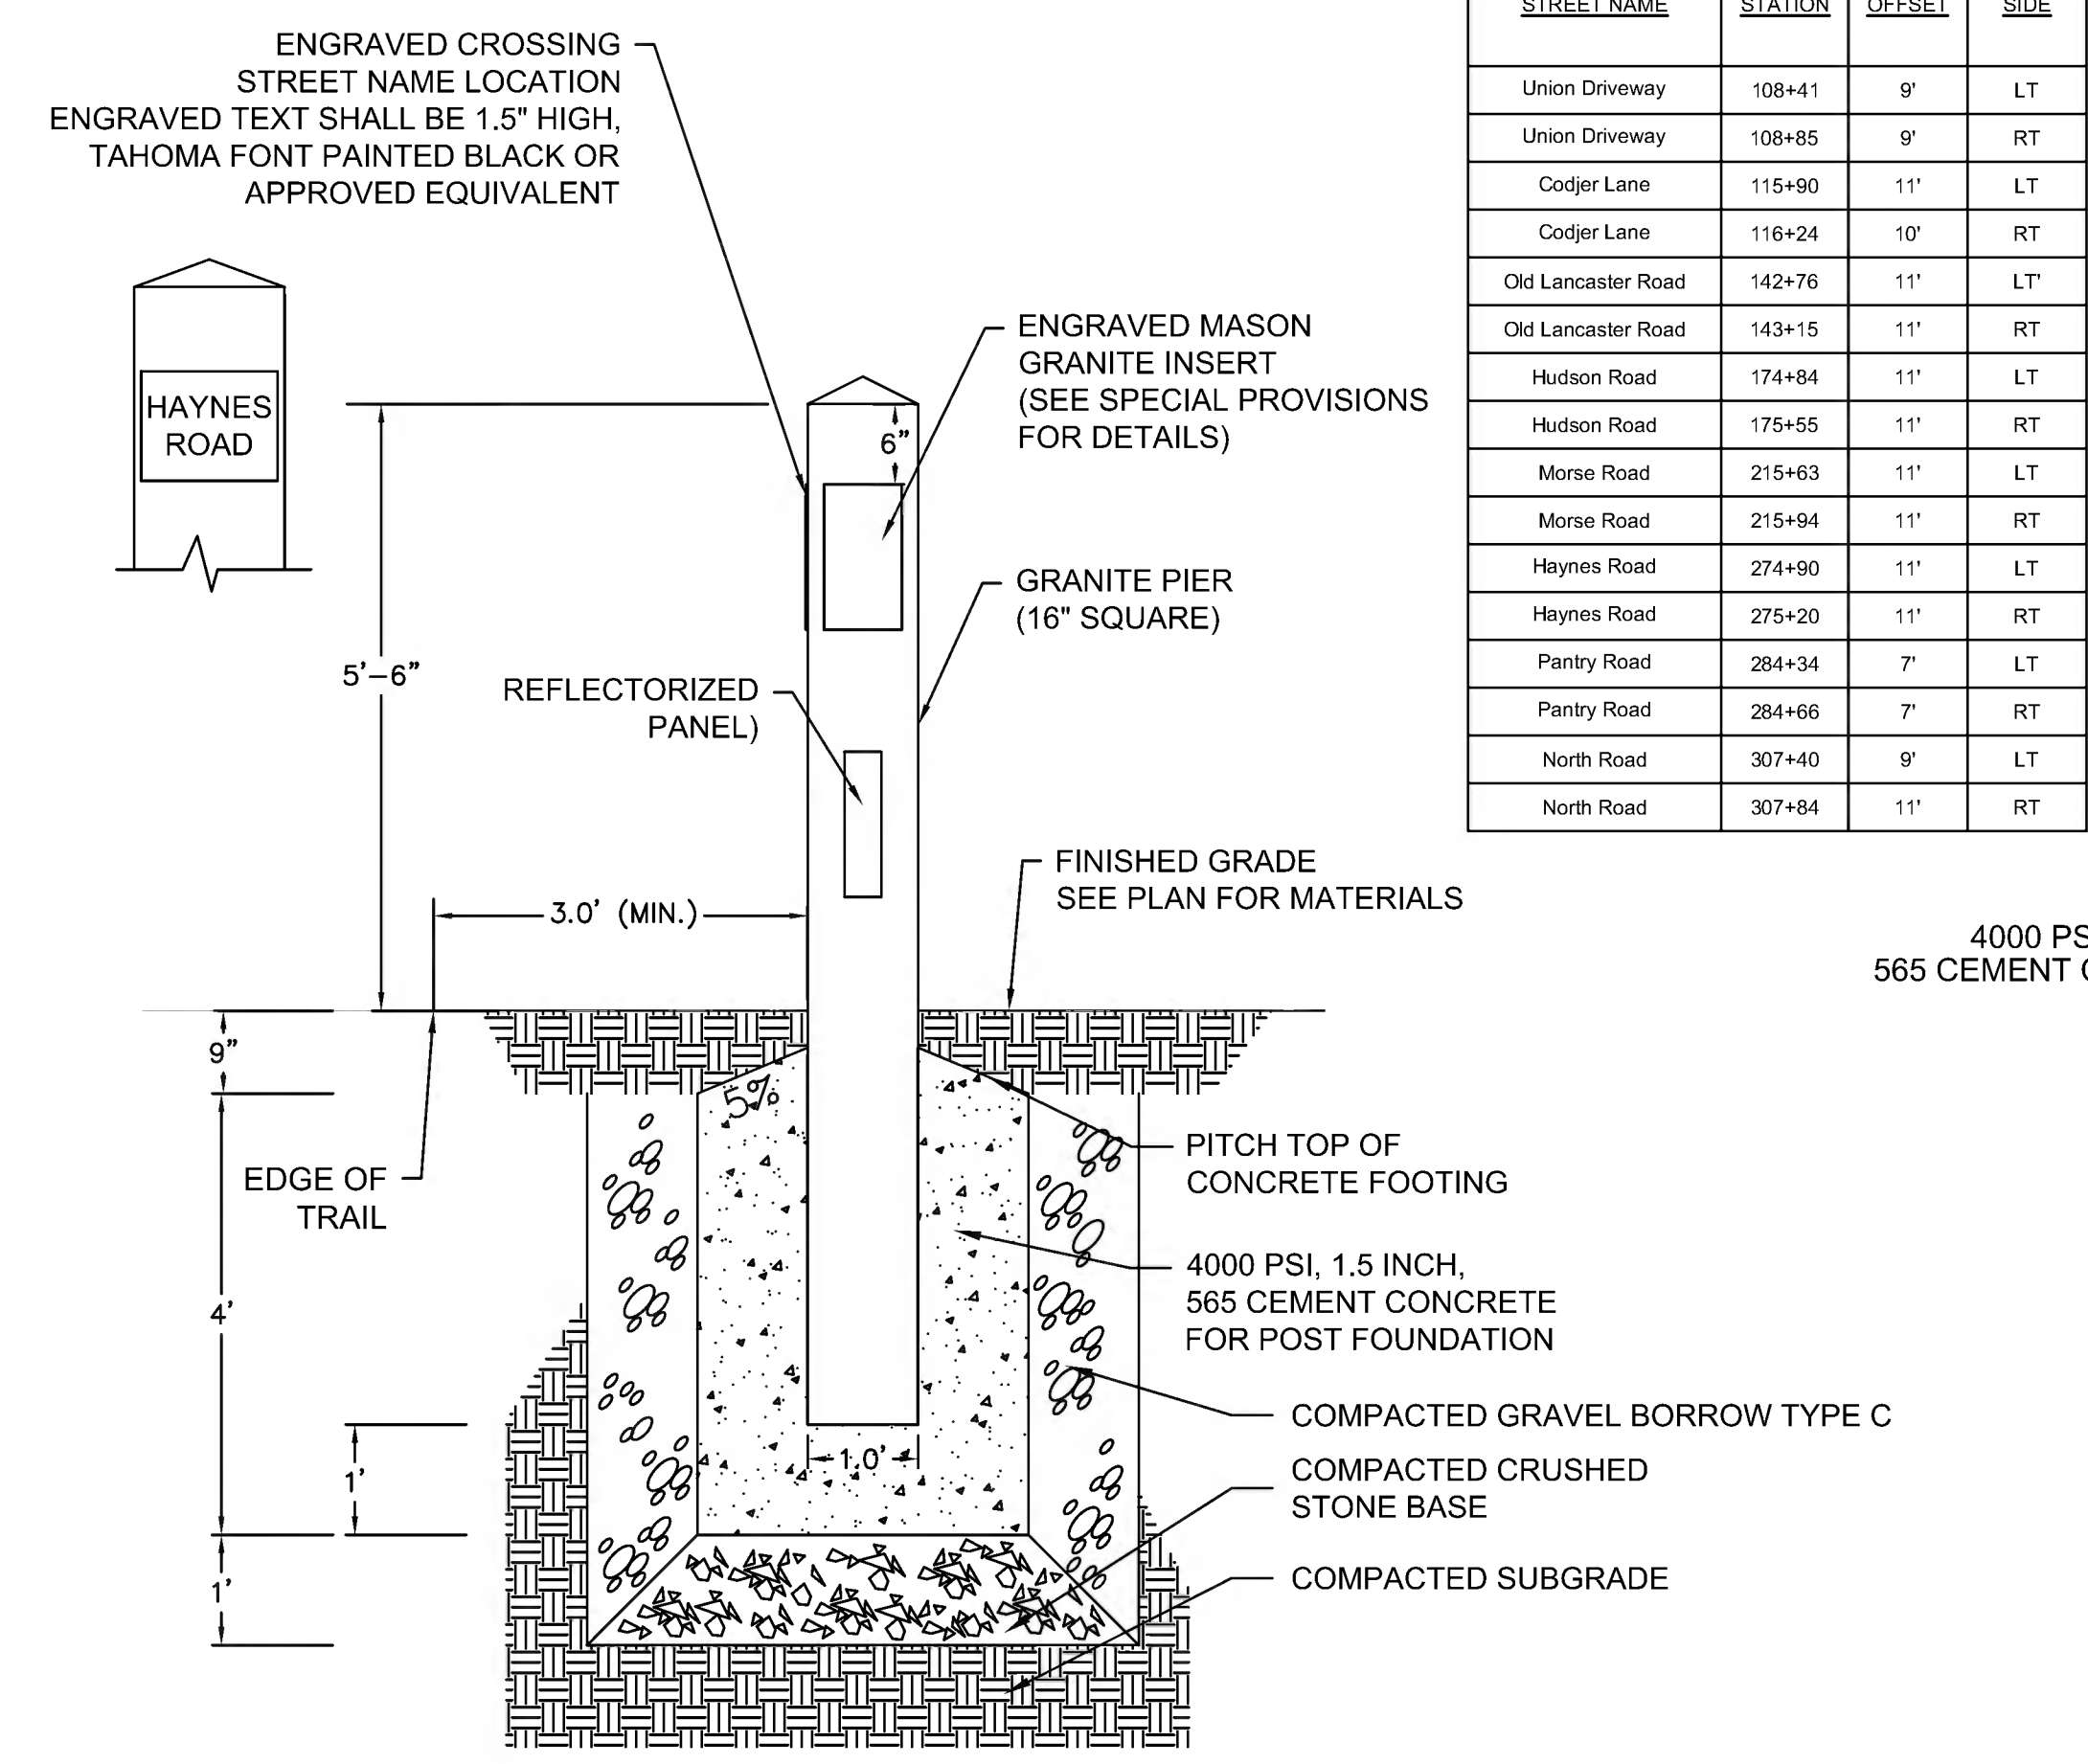 ENGRAVED CROSSING
STREET NAME LOCATION
ENGRAVED TEXT SHALL BE 1.5" HIGH,
TAHOMA FONT PAINTED BLACK OR
APPROVED EQUIVALENT
HAYNES
ROAD
ENGRAVED MASON
GRANITE INSERT
(SEE SPECIAL PROVISIONS
FOR DETAILS)
6"
GRANITE PIER
(16" SQUARE)
5'-6"
REFLECTORIZED
PANEL)
3.0' (MIN.)
FINISHED GRADE
SEE PLAN FOR MATERIALS
9"
5%
EDGE OF
TRAIL
PITCH TOP OF
CONCRETE FOOTING
4'
4000 PSI, 1.5 INCH,
565 CEMENT CONCRETE
FOR POST FOUNDATION
COMPACTED GRAVEL BORROW TYPE C
1.0'
1'
COMPACTED CRUSHED
STONE BASE
1'
COMPACTED SUBGRADE
STREET NAME STATION OFFSET SIDE
Union Driveway 108+41 9' LT
Union Driveway 108+85 9' RT
Codjer Lane 115+90 11' LT
Codjer Lane 116+24 10' RT
Old Lancaster Road 142+76 11' LT'
Old Lancaster Road 143+15 11' RT
Hudson Road 174+84 11' LT
Hudson Road 175+55 11' RT
Morse Road 215+63 11' LT
Morse Road 215+94 11' RT
Haynes Road 274+90 11' LT
Haynes Road 275+20 11' RT
Pantry Road 284+34 7' LT
Pantry Road 284+66 7' RT
North Road 307+40 9' LT
North Road 307+84 11' RT
4000 PS
565 CEMENT